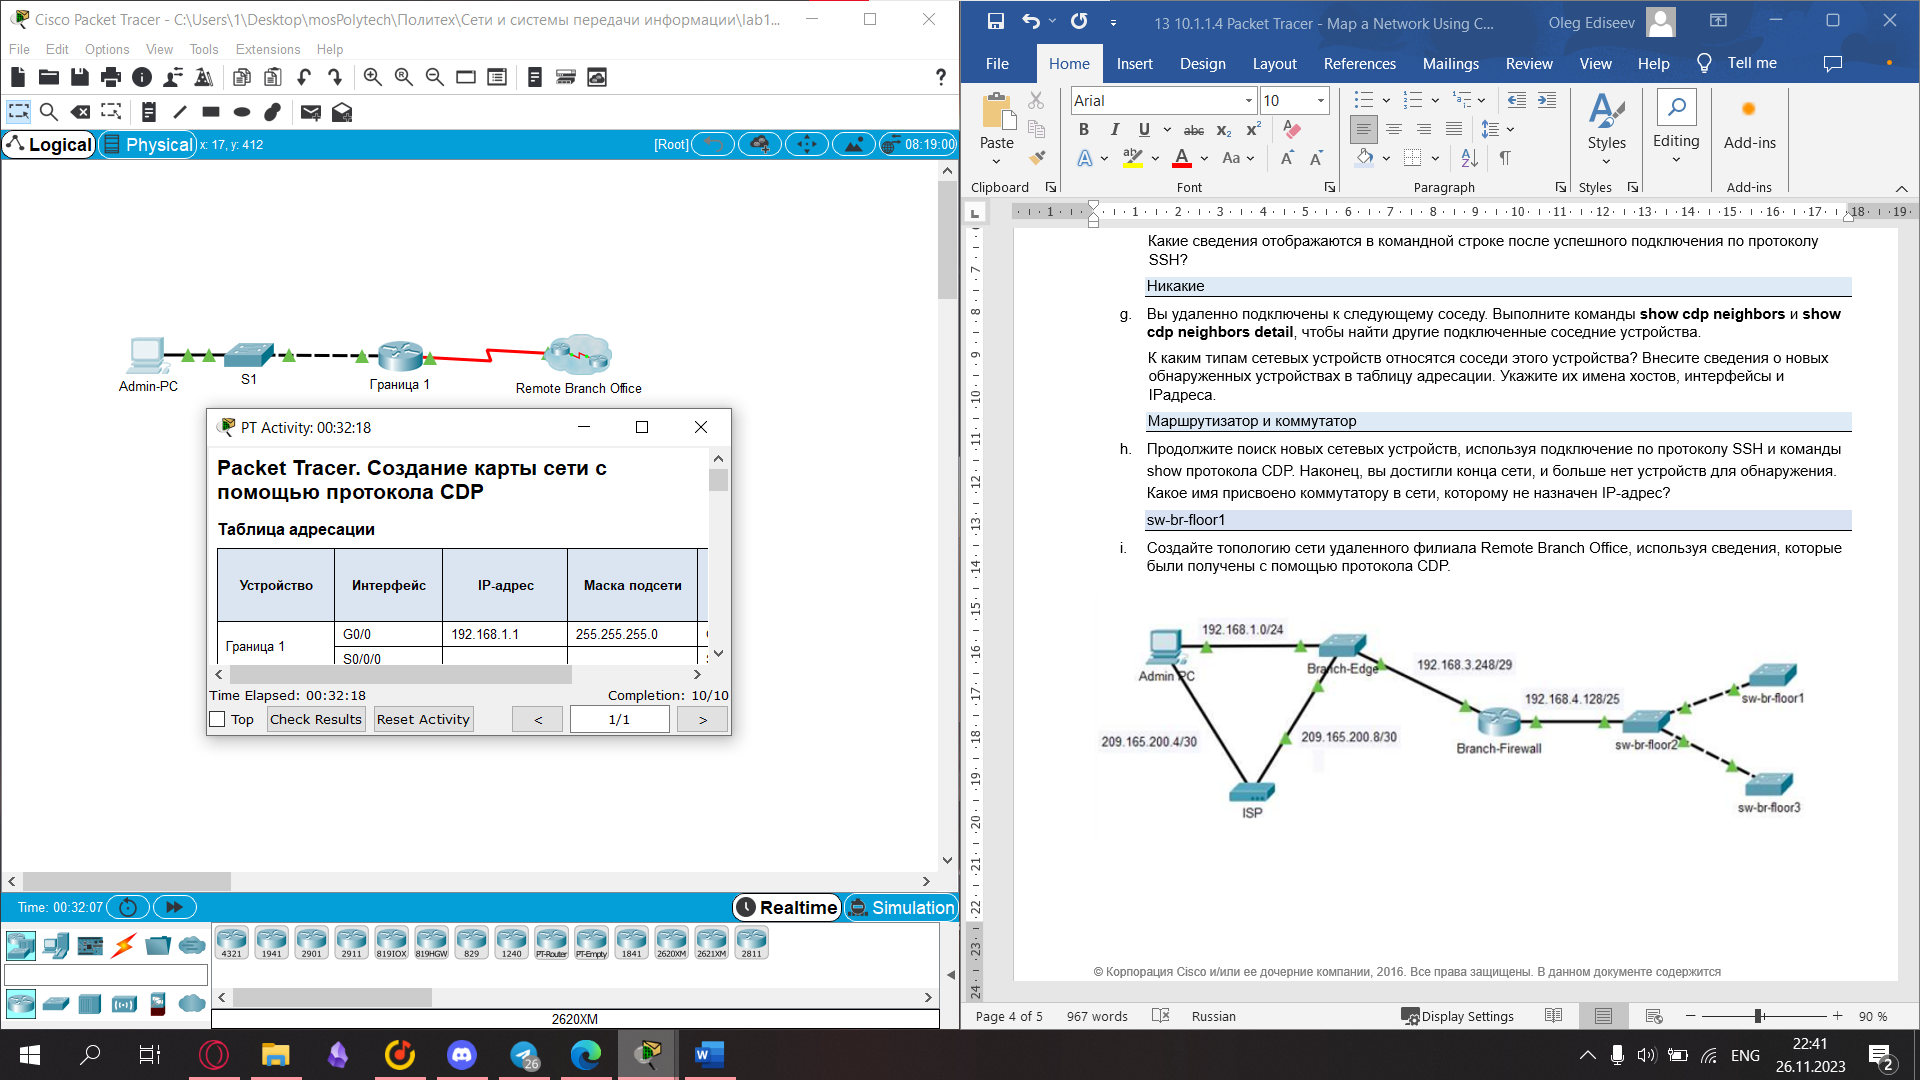 Cisco Packet Tracer - C:\Users\1\Desktop\mosPolytech\Политех\Сети и системы передачи информации\lab1...
File Edit Options View Tools Extensions Help
Logical Physical x: 17, y: 412 [Root] 08:19:00
Admin-PC
S1
Граница 1
Remote Branch Office
PT Activity: 00:32:18
Packet Tracer. Создание карты сети с
помощью протокола CDP
Таблица адресации
Устройство Интерфейс IP-адрес Маска подсети
Граница 1
G0/0 192.168.1.1 255.255.255.0
S0/0/0
Time Elapsed: 00:32:18 Completion: 10/10
Top Check Results Reset Activity < 1/1 >
Time: 00:32:07 Realtime Simulation
4321 1941 2901 2911 819IOX 819HGW 829 1240 PT-Router PT-Empty 1841 2620XM 2621XM 2811
2620XM
13 10.1.1.4 Packet Tracer - Map a Network Using C... Oleg Ediseev
File Home Insert Design Layout References Mailings Review View Help Tell me
Paste
Arial 10
Styles
Editing
Add-ins
Clipboard Font Paragraph Styles Add-ins
Какие сведения отображаются в командной строке после успешного подключения по протоколу
SSH?
Никакие
g. Вы удаленно подключены к следующему соседу. Выполните команды show cdp neighbors и show
cdp neighbors detail, чтобы найти другие подключенные соседние устройства.
К каким типам сетевых устройств относятся соседи этого устройства? Внесите сведения о новых
обнаруженных устройствах в таблицу адресации. Укажите их имена хостов, интерфейсы и
IPадреса.
Маршрутизатор и коммутатор
h. Продолжите поиск новых сетевых устройств, используя подключение по протоколу SSH и команды
show протокола CDP. Наконец, вы достигли конца сети, и больше нет устройств для обнаружения.
Какое имя присвоено коммутатору в сети, которому не назначен IP-адрес?
sw-br-floor1
i. Создайте топологию сети удаленного филиала Remote Branch Office, используя сведения, которые
были получены с помощью протокола CDP.
192.168.1.0/24
Admin PC
Branch-Edge
192.168.3.248/29
192.168.4.128/25
sw-br-floor1
209.165.200.4/30
209.165.200.8/30
Branch-Firewall
sw-br-floor2
ISP
sw-br-floor3
© Корпорация Cisco и/или ее дочерние компании, 2016. Все права защищены. В данном документе содержится
Page 4 of 5 967 words Russian Display Settings 90 %
26
ENG
22:41
26.11.2023
2